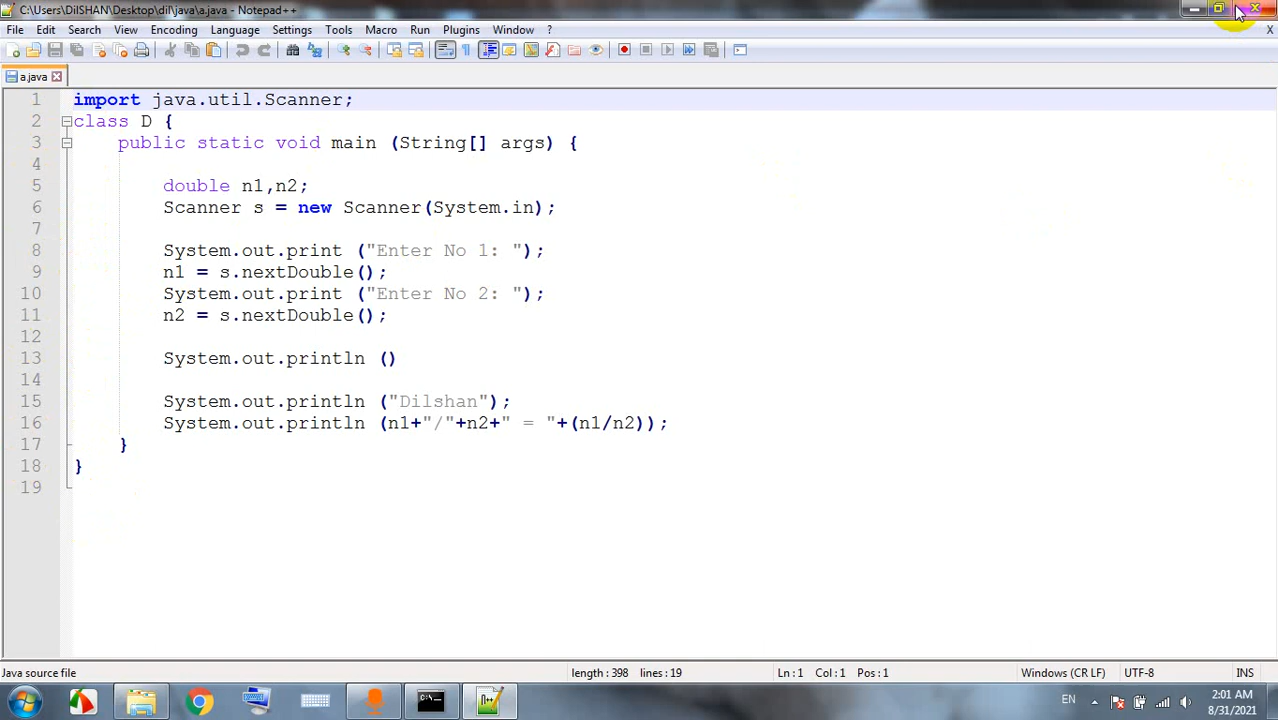 C:\Users\DilSHAN\Desktop\dil\java\a.java - Notepad++
File Edit Search View Encoding Language Settings Tools Macro Run Plugins Window ?
X
a.java
1 import java.util.Scanner;
2 class D {
3 public static void main (String[] args) {
4
5 double n1,n2;
6 Scanner s = new Scanner(System.in);
7
8 System.out.print ("Enter No 1: ");
9 n1 = s.nextDouble();
10 System.out.print ("Enter No 2: ");
11 n2 = s.nextDouble();
12
13 System.out.println ()
14
15 System.out.println ("Dilshan");
16 System.out.println (n1+"/"+n2+" = "+(n1/n2));
17 }
18 }
19
Java source file length : 398 lines : 19 Ln : 1 Col : 1 Pos : 1 Windows (CR LF) UTF-8 INS
EN 2:01 AM
8/31/2021